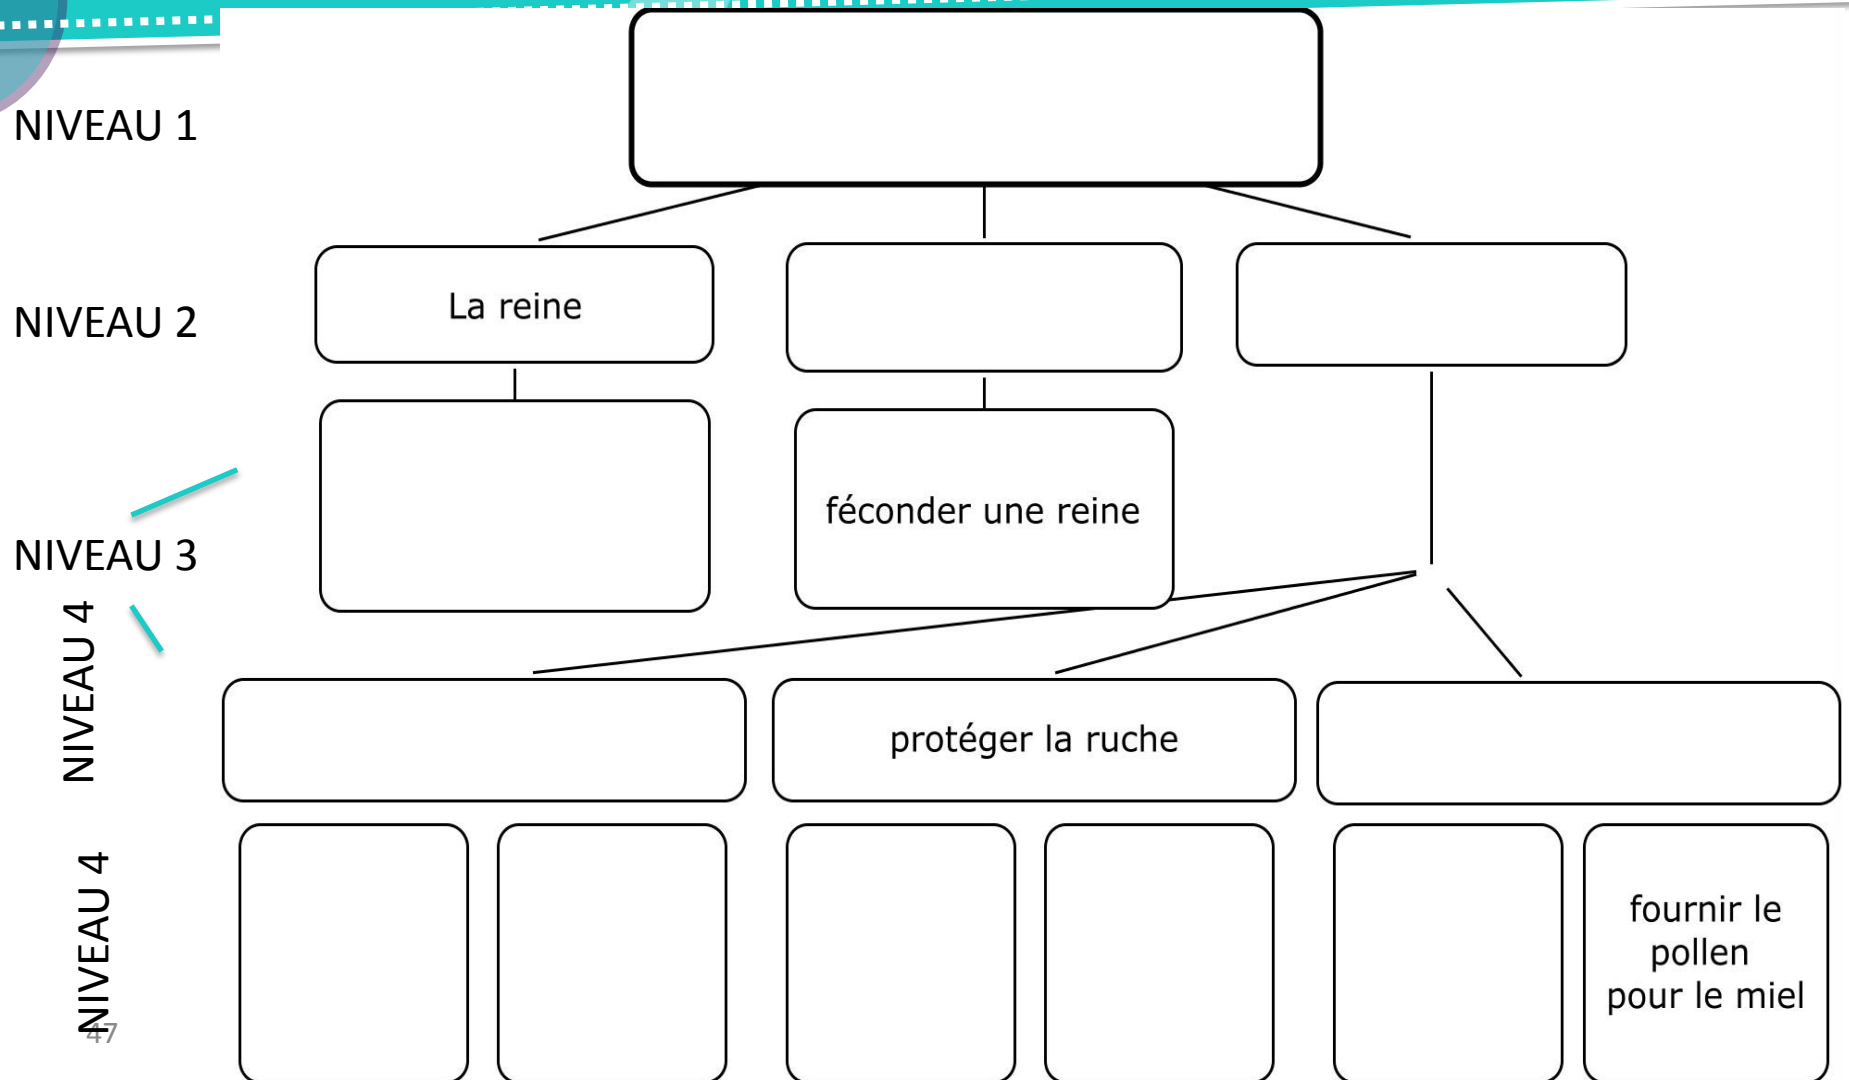 NIVEAU 1
NIVEAU 2
La reine
féconder une reine
NIVEAU 3
NIVEAU 4
protéger la ruche
NIVEAU 4
fournir le
pollen
pour le miel
47